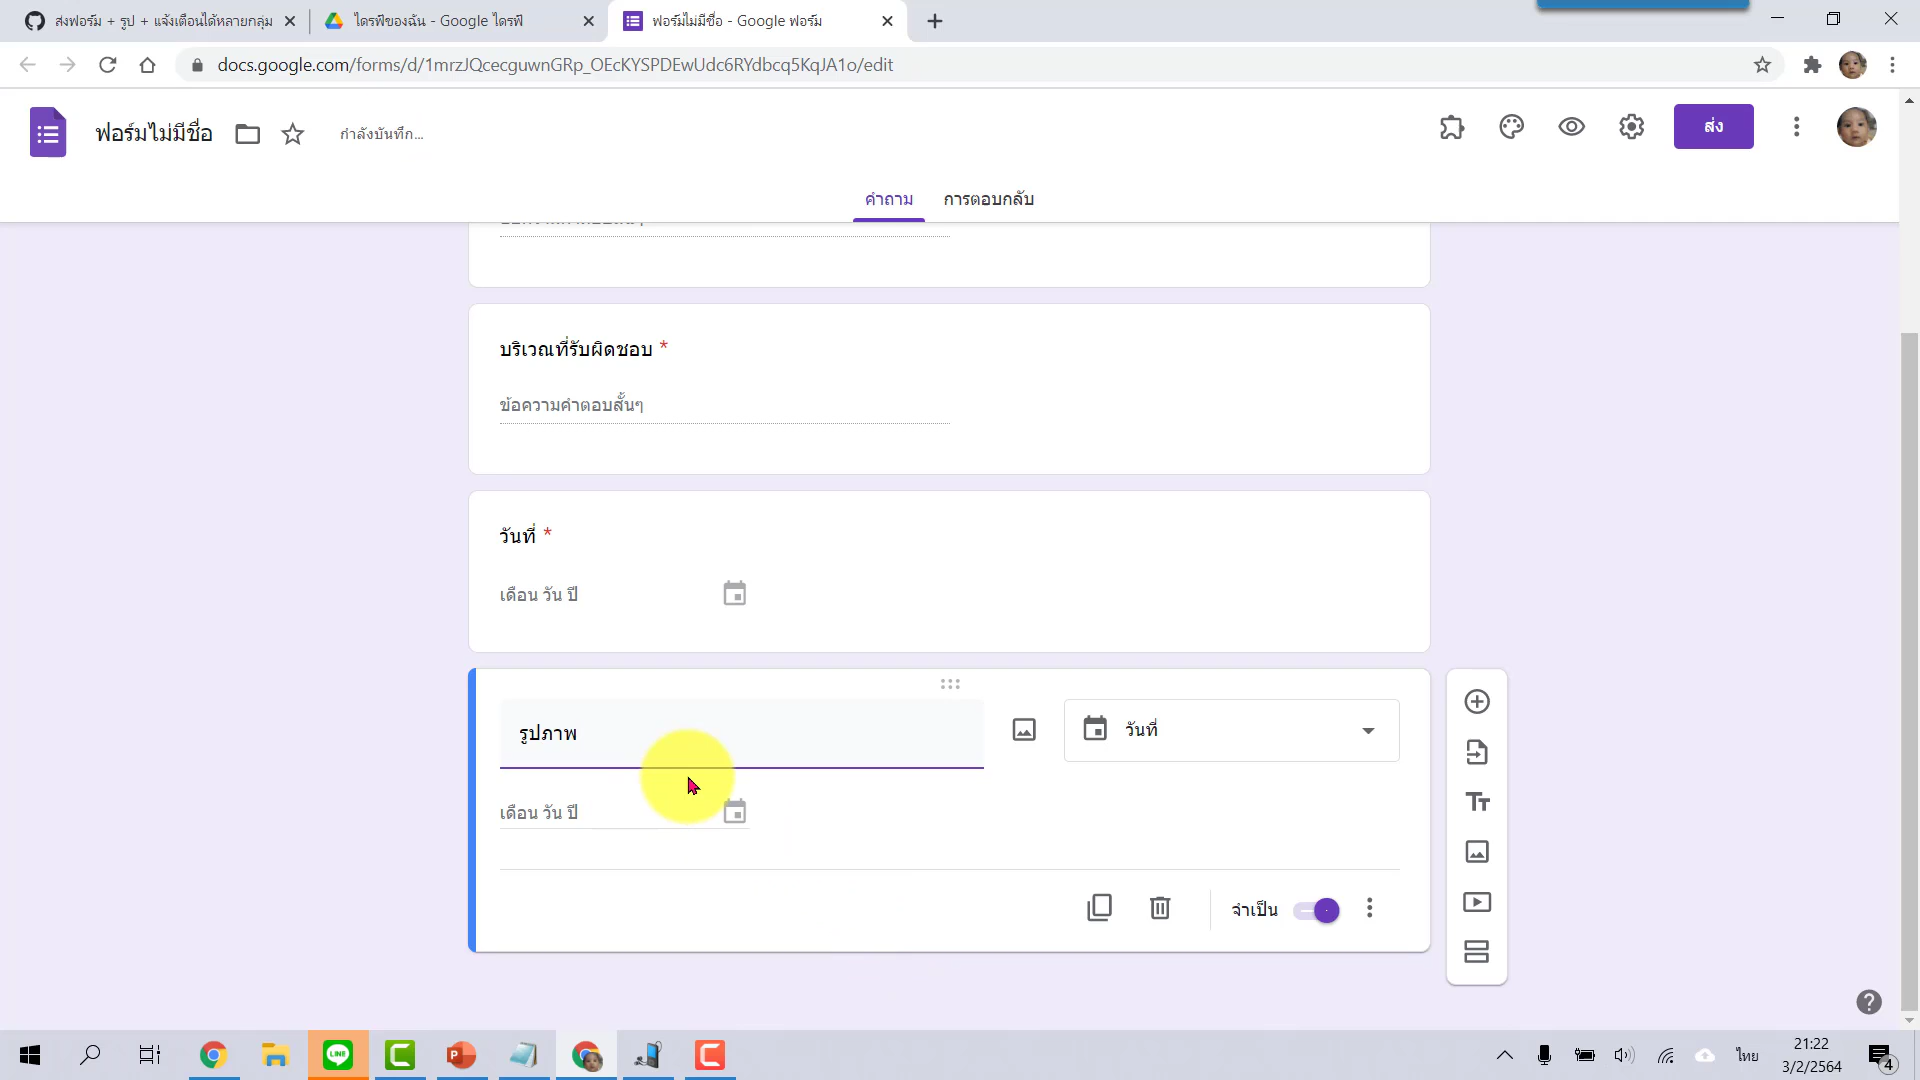 ส่งฟอร์ม + รูป + แจ้งเตือนได้หลายกลุ่ม
ไดรฟ์ของฉัน - Google ไดรฟ์
ฟอร์มไม่มีชื่อ - Google ฟอร์ม
docs.google.com/forms/d/1mrzJQcecguwnGRp_OEcKYSPDEwUdc6RYdbcq5KqJA1o/edit
ฟอร์มไม่มีชื่อ
กำลังบันทึก...
ส่ง
คำถาม
การตอบกลับ
บริเวณที่รับผิดชอบ *
ข้อความคำตอบสั้นๆ
วันที่ *
เดือน วัน ปี
รูปภาพ
วันที่
เดือน วัน ปี
จำเป็น
LINE
ไทย
21:22
3/2/2564
4